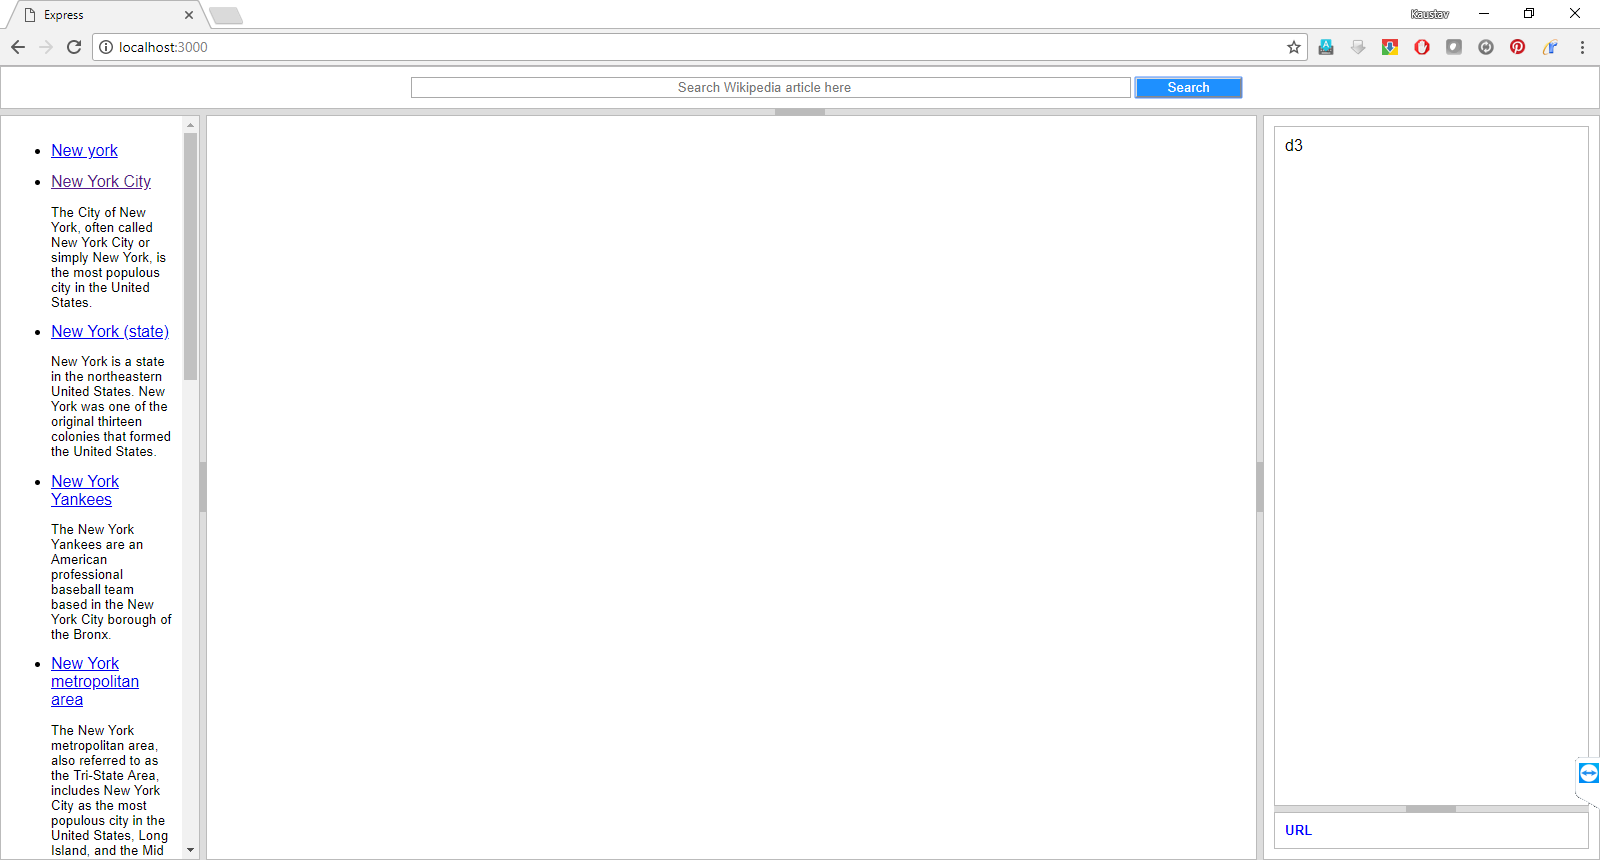 Express
Kaustav
localhost:3000
Search Wikipedia article here
Search
New york
New York City
The City of New
York, often called
New York City or
simply New York, is
the most populous
city in the United
States.
New York (state)
New York is a state
in the northeastern
United States. New
York was one of the
original thirteen
colonies that formed
the United States.
New York
Yankees
The New York
Yankees are an
American
professional
baseball team
based in the New
York City borough of
the Bronx.
New York
metropolitan
area
The New York
metropolitan area,
also referred to as
the Tri-State Area,
includes New York
City as the most
populous city in the
United States, Long
Island, and the Mid
d3
URL